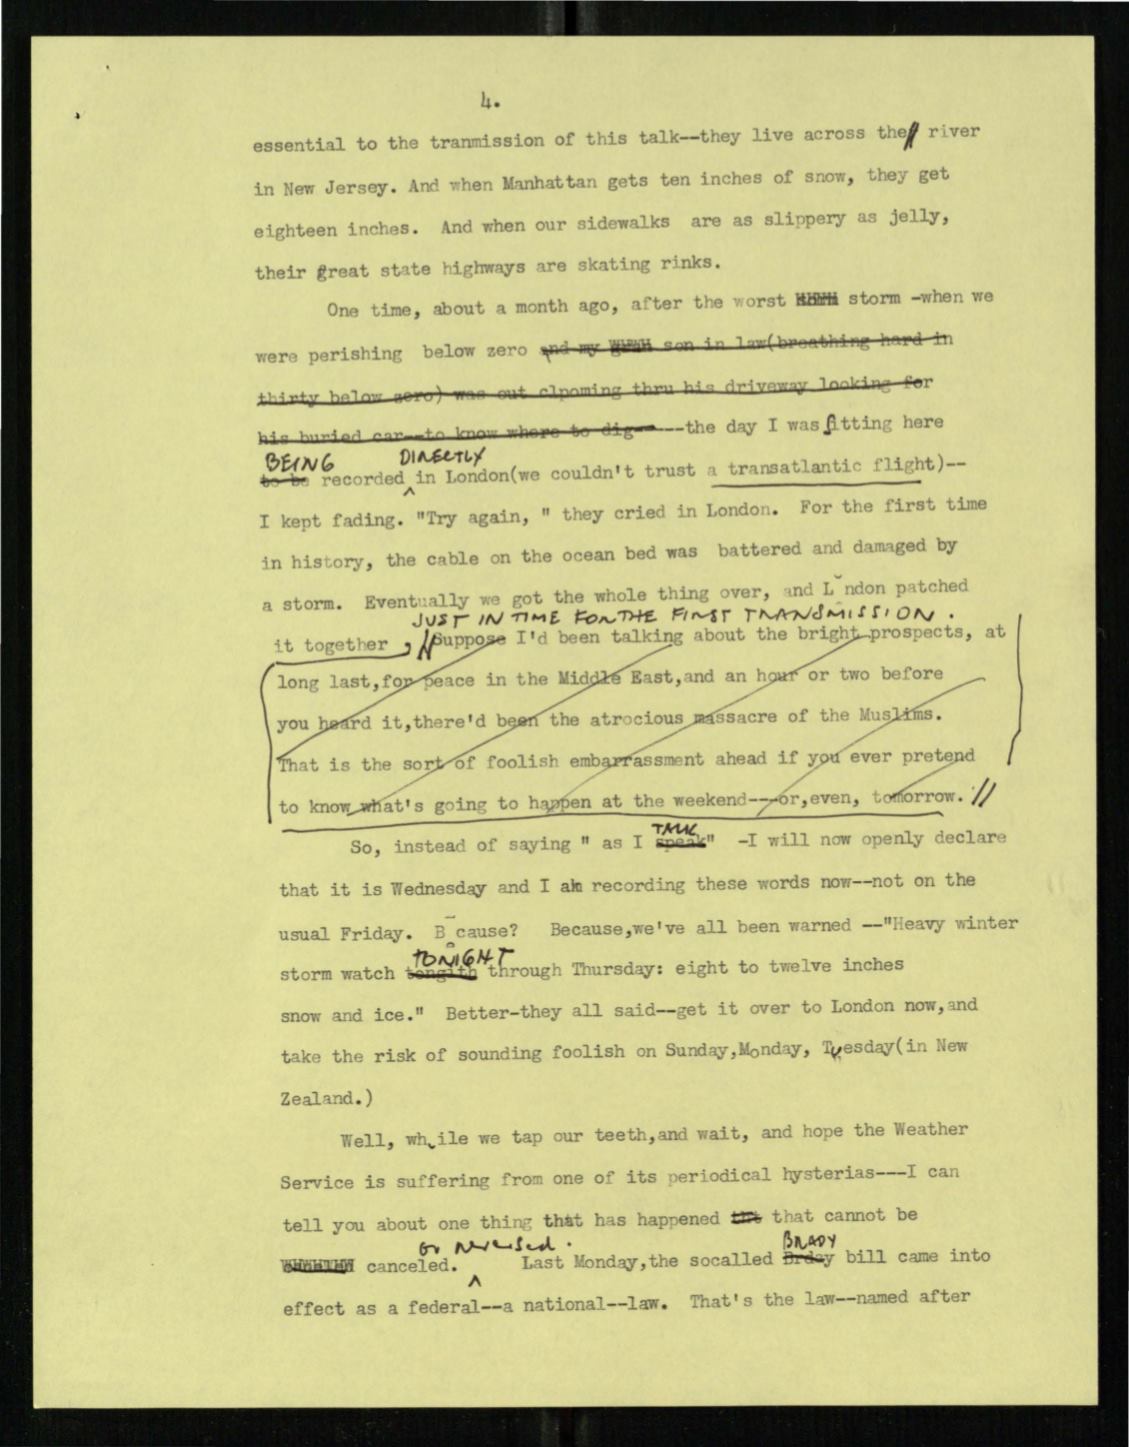 4.
essential to the tranmission of this talk--they live across the river
in New Jersey. And when Manhattan gets ten inches of snow, they get
eighteen inches. And when our sidewalks are as slippery as jelly,
their great state highways are skating rinks.
One time, about a month ago, after the worst storm -when we
were perishing below zero and my son in law(breathing hard in
thirty below zero) was out clpoming thru his driveway looking for
his buried car--to know where to dig-----the day I was sitting here
BEING DIRECTLY
to be recorded in London(we couldn't trust a transatlantic flight)--
I kept fading. "Try again, " they cried in London. For the first time
in history, the cable on the ocean bed was battered and damaged by
a storm. Eventually we got the whole thing over, and L ndon patched
JUST IN TIME FOR THE FIRST TRANSMISSION.
it together , Suppose I'd been talking about the bright prospects, at
long last,for peace in the Middle East,and an hour or two before
you heard it,there'd been the atrocious massacre of the Muslims.
That is the sort of foolish embarrassment ahead if you ever pretend
to know what's going to happen at the weekend---or,even, tomorrow. //
TALK
So, instead of saying " as I speak" -I will now openly declare
that it is Wednesday and I am recording these words now--not on the
usual Friday. B cause? Because,we've all been warned --"Heavy winter
TONIGHT
storm watch tongith through Thursday: eight to twelve inches
snow and ice." Better-they all said--get it over to London now,and
take the risk of sounding foolish on Sunday,Monday, Tuesday(in New
Zealand.)
Well, wh ile we tap our teeth,and wait, and hope the Weather
Service is suffering from one of its periodical hysterias---I can
tell you about one thing that has happened tht that cannot be
or reversed. BRADY
canceled. Last Monday,the socalled Brday bill came into
effect as a federal--a national--law. That's the law--named after